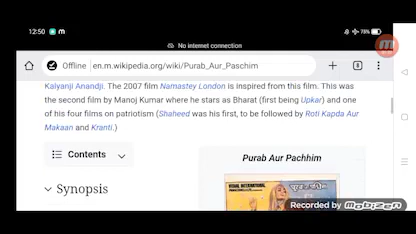 12:50
73%
No internet connection
Offline en.m.wikipedia.org/wiki/Purab_Aur_Paschim
8
Kalyanji Anandji. The 2007 film Namastey London is inspired from this film. This
was the second film by Manoj Kumar where he stars as Bharat (first being Upkar) and one
of his four films on patriotism (Shaheed was his first, to be followed by Roti Kapda Aur
Makaan and Kranti.)
Contents
Purab Aur Pachhim
Synopsis
Recorded by mobizen